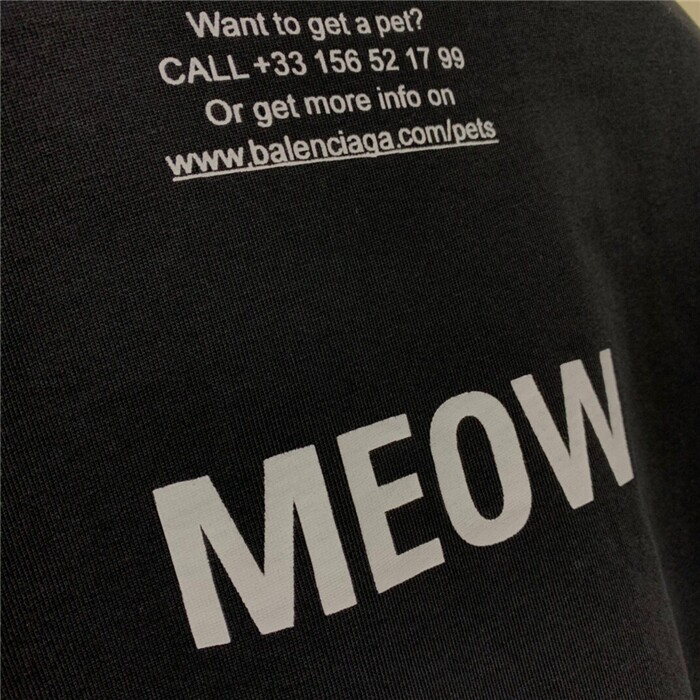 Want to get a pet?
CALL +33 156 52 17 99
Or get more info on
www.balenciaga.com/pets
MEOW